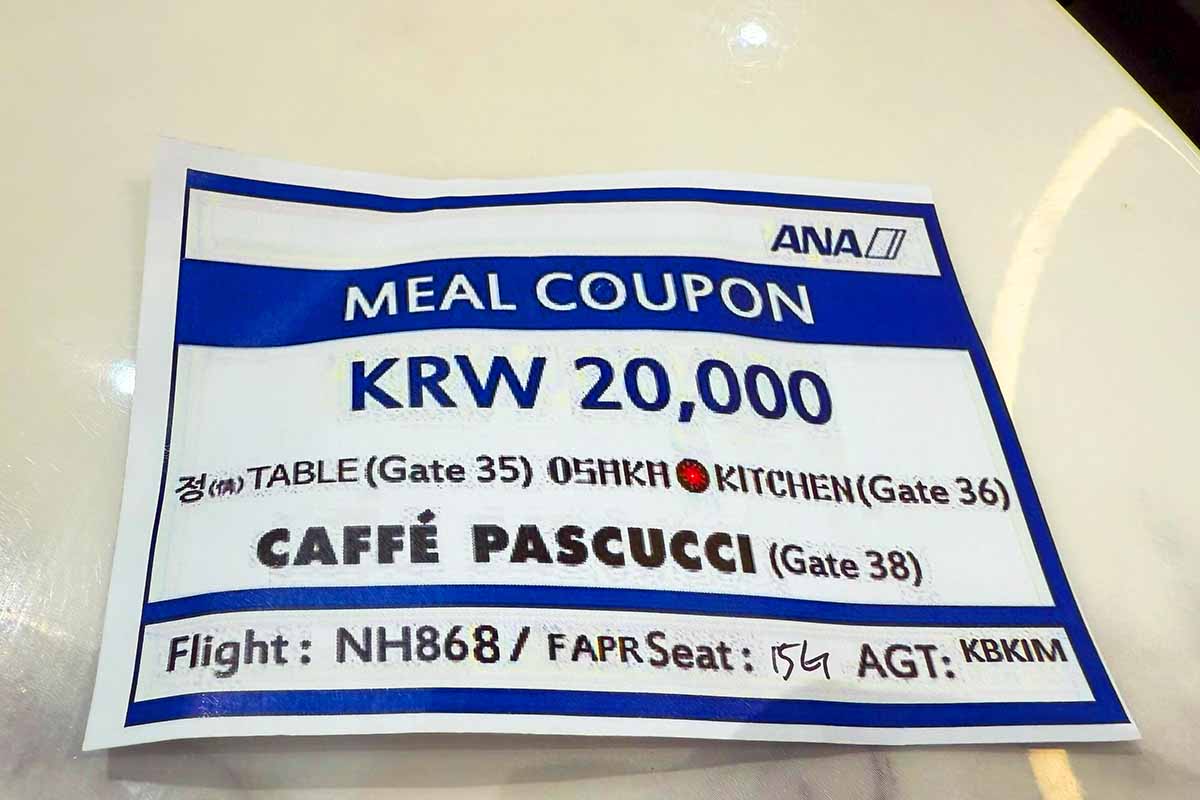 ANA
MEAL COUPON
KRW 20,000
정(情)TABLE (Gate 35) OSAKA KITCHEN (Gate 36)
CAFFÉ PASCUCCI (Gate 38)
Flight: NH868/ FAPR Seat: 15G AGT: KBKIM